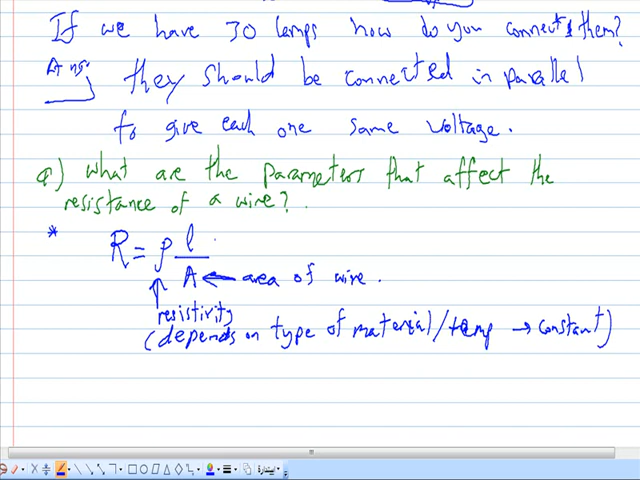 If we have 30 lamps how do you connect them?
Ans: they should be connected in parallel
to give each one same voltage.
Q) What are the parameters that affect the
resistance of a wire?
* R = ρ l / A ← area of wire.
↑ resistivity
(depends on type of material/temp → constant)